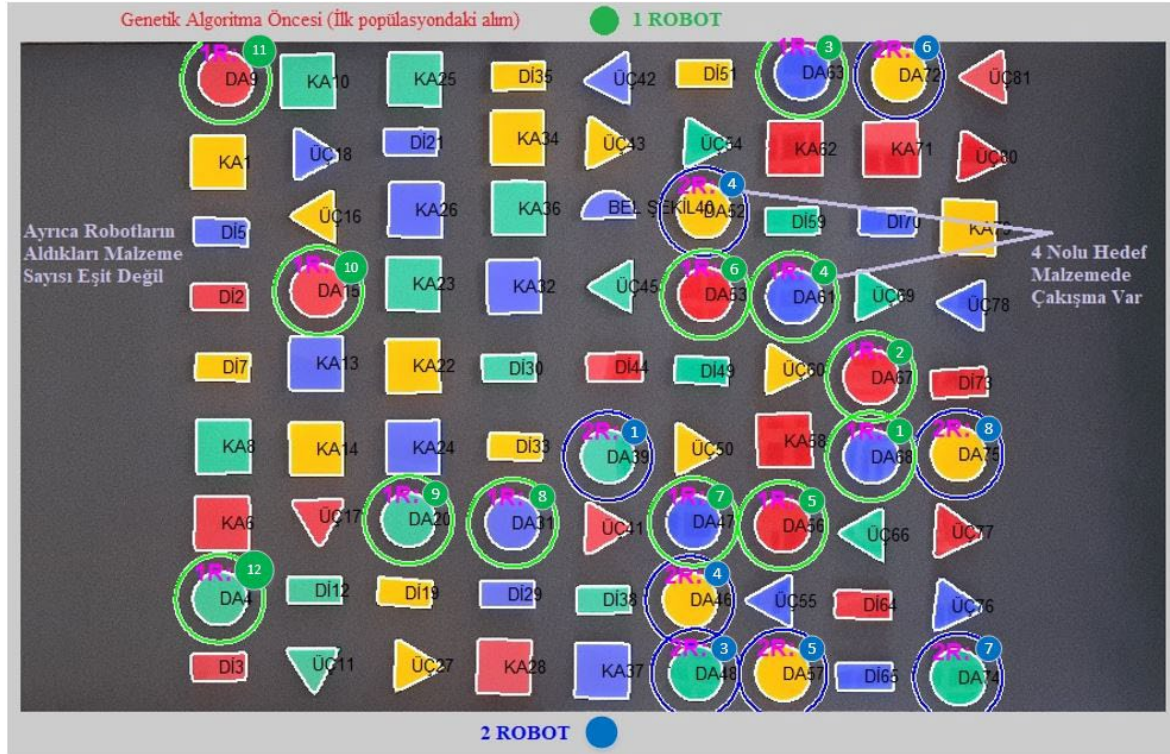 Genetik Algoritma Öncesi (İlk popülasyondaki alım) 1 ROBOT
1R: 11 3 2R: 6
DA9 KA10 KA25 Dİ35 ÜÇ42 Dİ51 DA63 DA72 ÜÇ81
KA1 ÜÇ18 Dİ21 KA34 ÜÇ43 ÜÇ54 KA62 KA71 ÜÇ80
2R: 4
Dİ5 ÜÇ16 KA26 KA36 BEL ŞEKİL40 DA52 Dİ59 Dİ70 KA79
Ayrıca Robotların
Aldıkları Malzeme
Sayısı Eşit Değil
4 Nolu Hedef
Malzemede
Çakışma Var
1R: 10 1R: 6 1R: 4
Dİ2 DA15 KA23 KA32 ÜÇ45 DA53 DA61 ÜÇ69 ÜÇ78
1R: 2
Dİ7 KA13 KA22 Dİ30 Dİ44 Dİ49 ÜÇ60 DA67 Dİ73
2R: 1 1R: 1 2R: 8
KA8 KA14 KA24 Dİ33 DA39 ÜÇ50 KA58 DA68 DA75
1R: 9 1R: 8 1R: 7 1R: 5
KA6 ÜÇ17 DA20 DA31 ÜÇ41 DA47 DA56 ÜÇ66 ÜÇ77
1R: 12 2R: 4
DA4 Dİ12 Dİ19 Dİ29 Dİ38 DA46 ÜÇ55 Dİ64 ÜÇ76
2R: 3 2R: 5 2R: 7
Dİ3 ÜÇ11 ÜÇ27 KA28 KA37 DA48 DA57 Dİ65 DA74
2 ROBOT